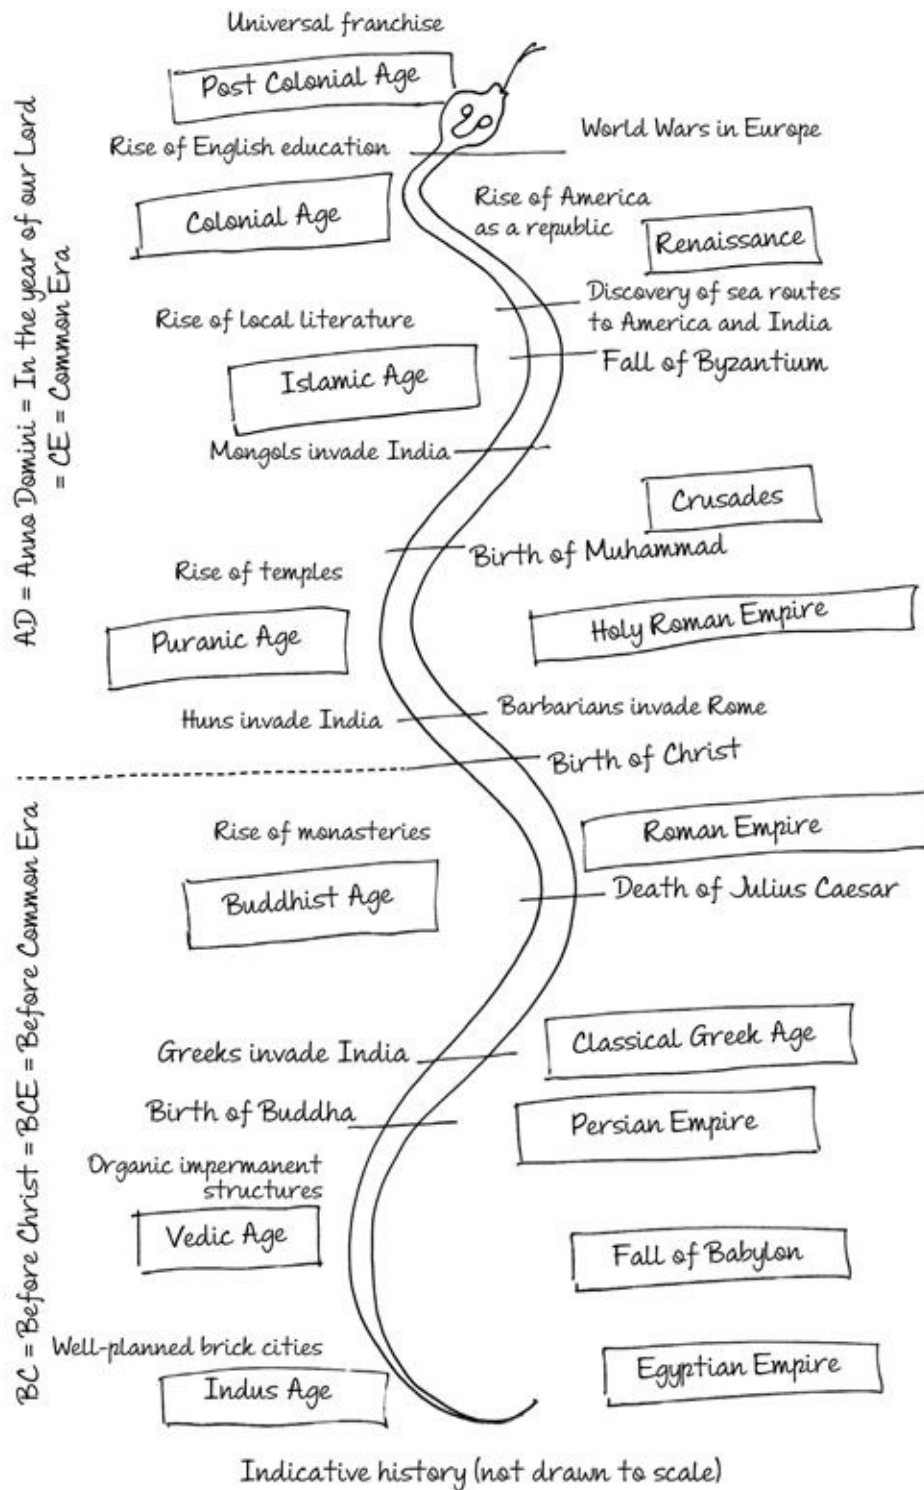 Universal franchise
Post Colonial Age
World Wars in Europe
Rise of English education
Rise of America
as a republic
Colonial Age
Renaissance
Discovery of sea routes
to America and India
Rise of local literature
Fall of Byzantium
Islamic Age
Mongols invade India
Crusades
Birth of Muhammad
Rise of temples
Holy Roman Empire
Puranic Age
Huns invade India
Barbarians invade Rome
Birth of Christ
AD = Anno Domini = In the year of our Lord
= CE = Common Era
Rise of monasteries
Roman Empire
Buddhist Age
Death of Julius Caesar
Classical Greek Age
Greeks invade India
Birth of Buddha
Persian Empire
Organic impermanent
structures
Vedic Age
Fall of Babylon
Well-planned brick cities
Indus Age
Egyptian Empire
BC = Before Christ = BCE = Before Common Era
Indicative history (not drawn to scale)